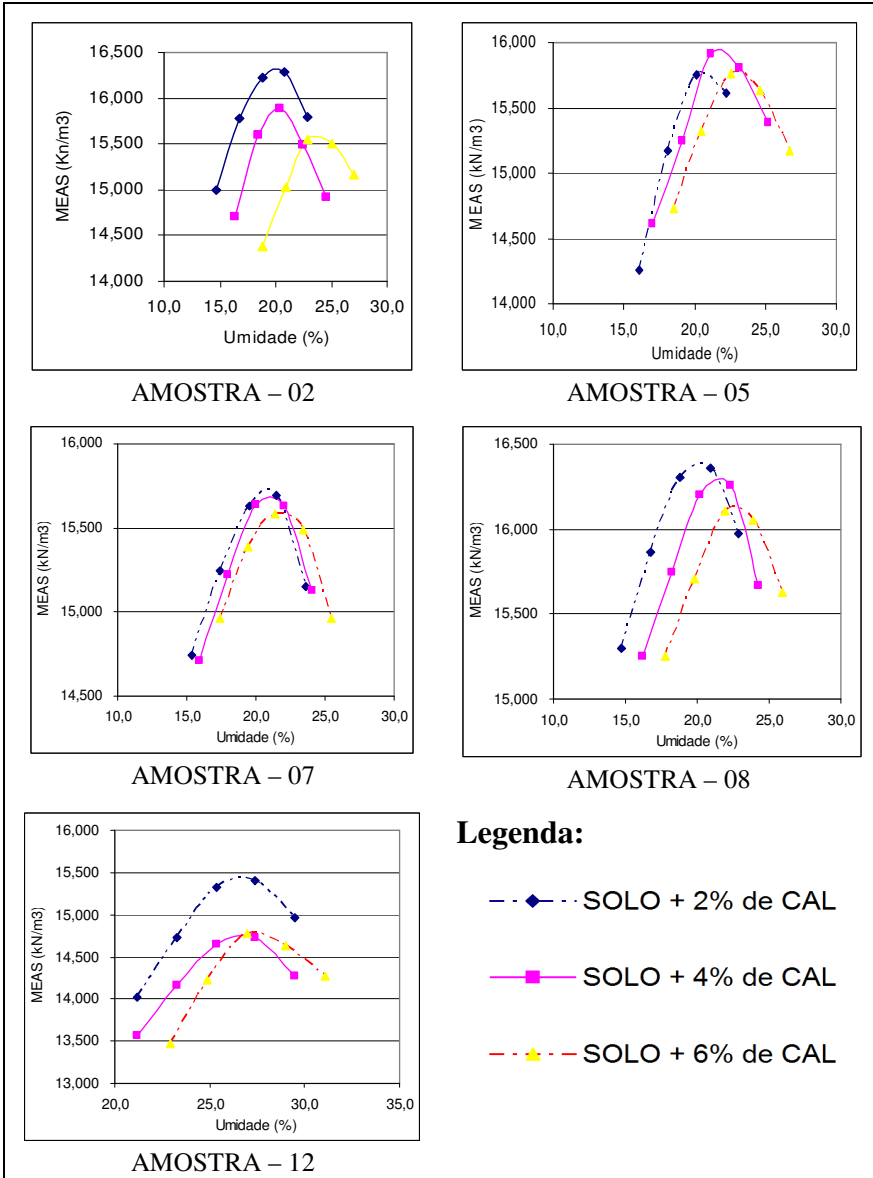 16,500
16,000
15,500
15,000
14,500
14,000
MEAS (Kn/m3)
10,0 15,0 20,0 25,0 30,0
Umidade (%)
AMOSTRA – 02
16,000
15,500
15,000
14,500
14,000
MEAS (kN/m3)
10,0 15,0 20,0 25,0 30,0
Umidade (%)
AMOSTRA – 05
16,000
15,500
15,000
14,500
MEAS (kN/m3)
10,0 15,0 20,0 25,0 30,0
Umidade (%)
AMOSTRA – 07
16,500
16,000
15,500
15,000
MEAS (kN/m3)
10,0 15,0 20,0 25,0 30,0
Umidade (%)
AMOSTRA – 08
16,000
15,500
15,000
14,500
14,000
13,500
13,000
MEAS (kN/m3)
20,0 25,0 30,0 35,0
Umidade (%)
AMOSTRA – 12
Legenda:
SOLO + 2% de CAL
SOLO + 4% de CAL
SOLO + 6% de CAL